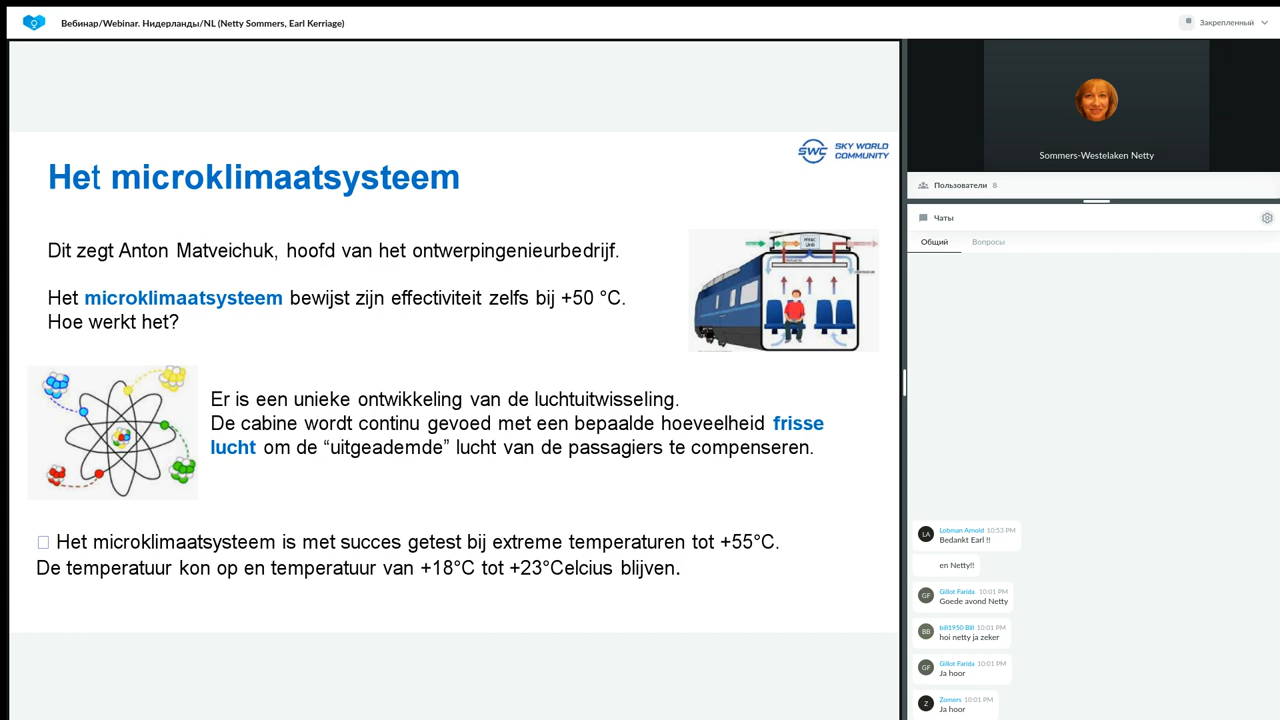 Вебинар/Webinar. Нидерланды/NL (Netty Sommers, Earl Kerriage)
Закрепленный
SWC SKY WORLD
COMMUNITY
Het microklimaatsysteem
Dit zegt Anton Matveichuk, hoofd van het ontwerpingenieurbedrijf.
Het microklimaatsysteem bewijst zijn effectiviteit zelfs bij +50 °C.
Hoe werkt het?
Er is een unieke ontwikkeling van de luchtuitwisseling.
De cabine wordt continu gevoed met een bepaalde hoeveelheid frisse
lucht om de “uitgeademde” lucht van de passagiers te compenseren.
Het microklimaatsysteem is met succes getest bij extreme temperaturen tot +55°C.
De temperatuur kon op en temperatuur van +18°C tot +23°Celcius blijven.
Sommers-Westelaken Netty
Пользователи 8
Чаты
Общий Вопросы
LA Lobman Arnold 10:53 PM
Bedankt Earl !!
en Netty!!
GF Gillot Farida 10:01 PM
Goede avond Netty
BB bill1950 Bill 10:01 PM
hoi netty ja zeker
GF Gillot Farida 10:01 PM
Ja hoor
Z Zomers 10:01 PM
Ja hoor